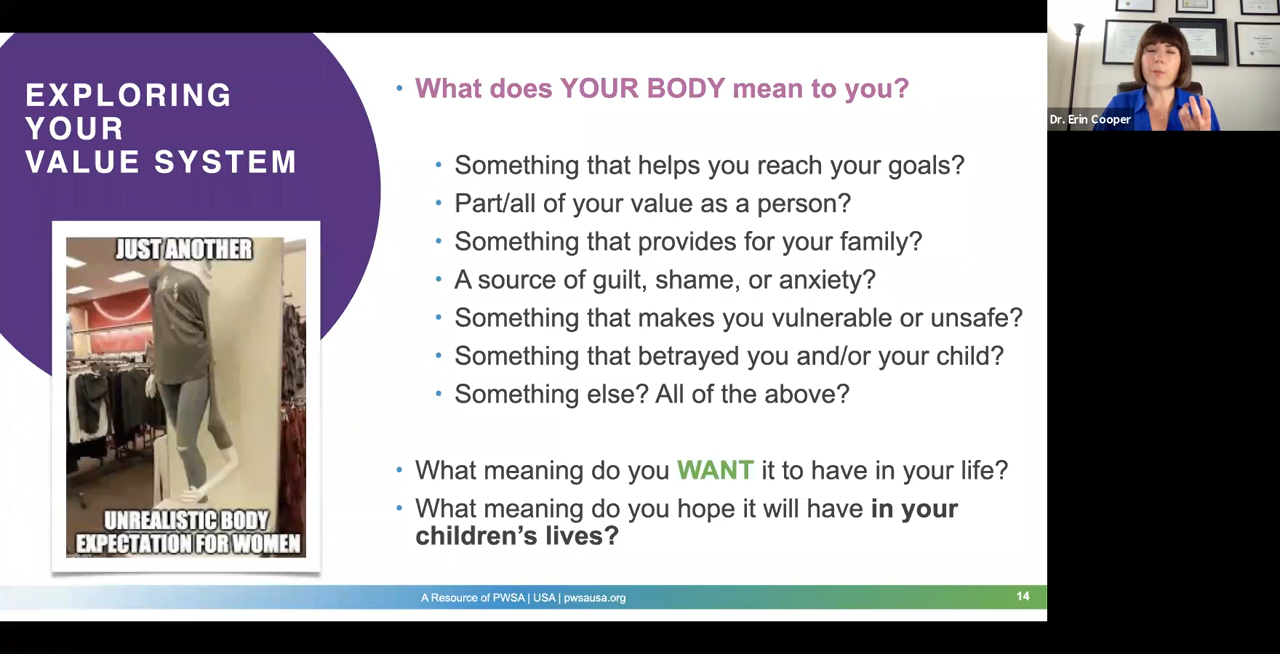 EXPLORING
YOUR
VALUE SYSTEM
JUST ANOTHER
UNREALISTIC BODY
EXPECTATION FOR WOMEN
• What does YOUR BODY mean to you?
• Something that helps you reach your goals?
• Part/all of your value as a person?
• Something that provides for your family?
• A source of guilt, shame, or anxiety?
• Something that makes you vulnerable or unsafe?
• Something that betrayed you and/or your child?
• Something else? All of the above?
• What meaning do you WANT it to have in your life?
• What meaning do you hope it will have in your
children’s lives?
A Resource of PWSA | USA | pwsausa.org
14
Dr. Erin Cooper